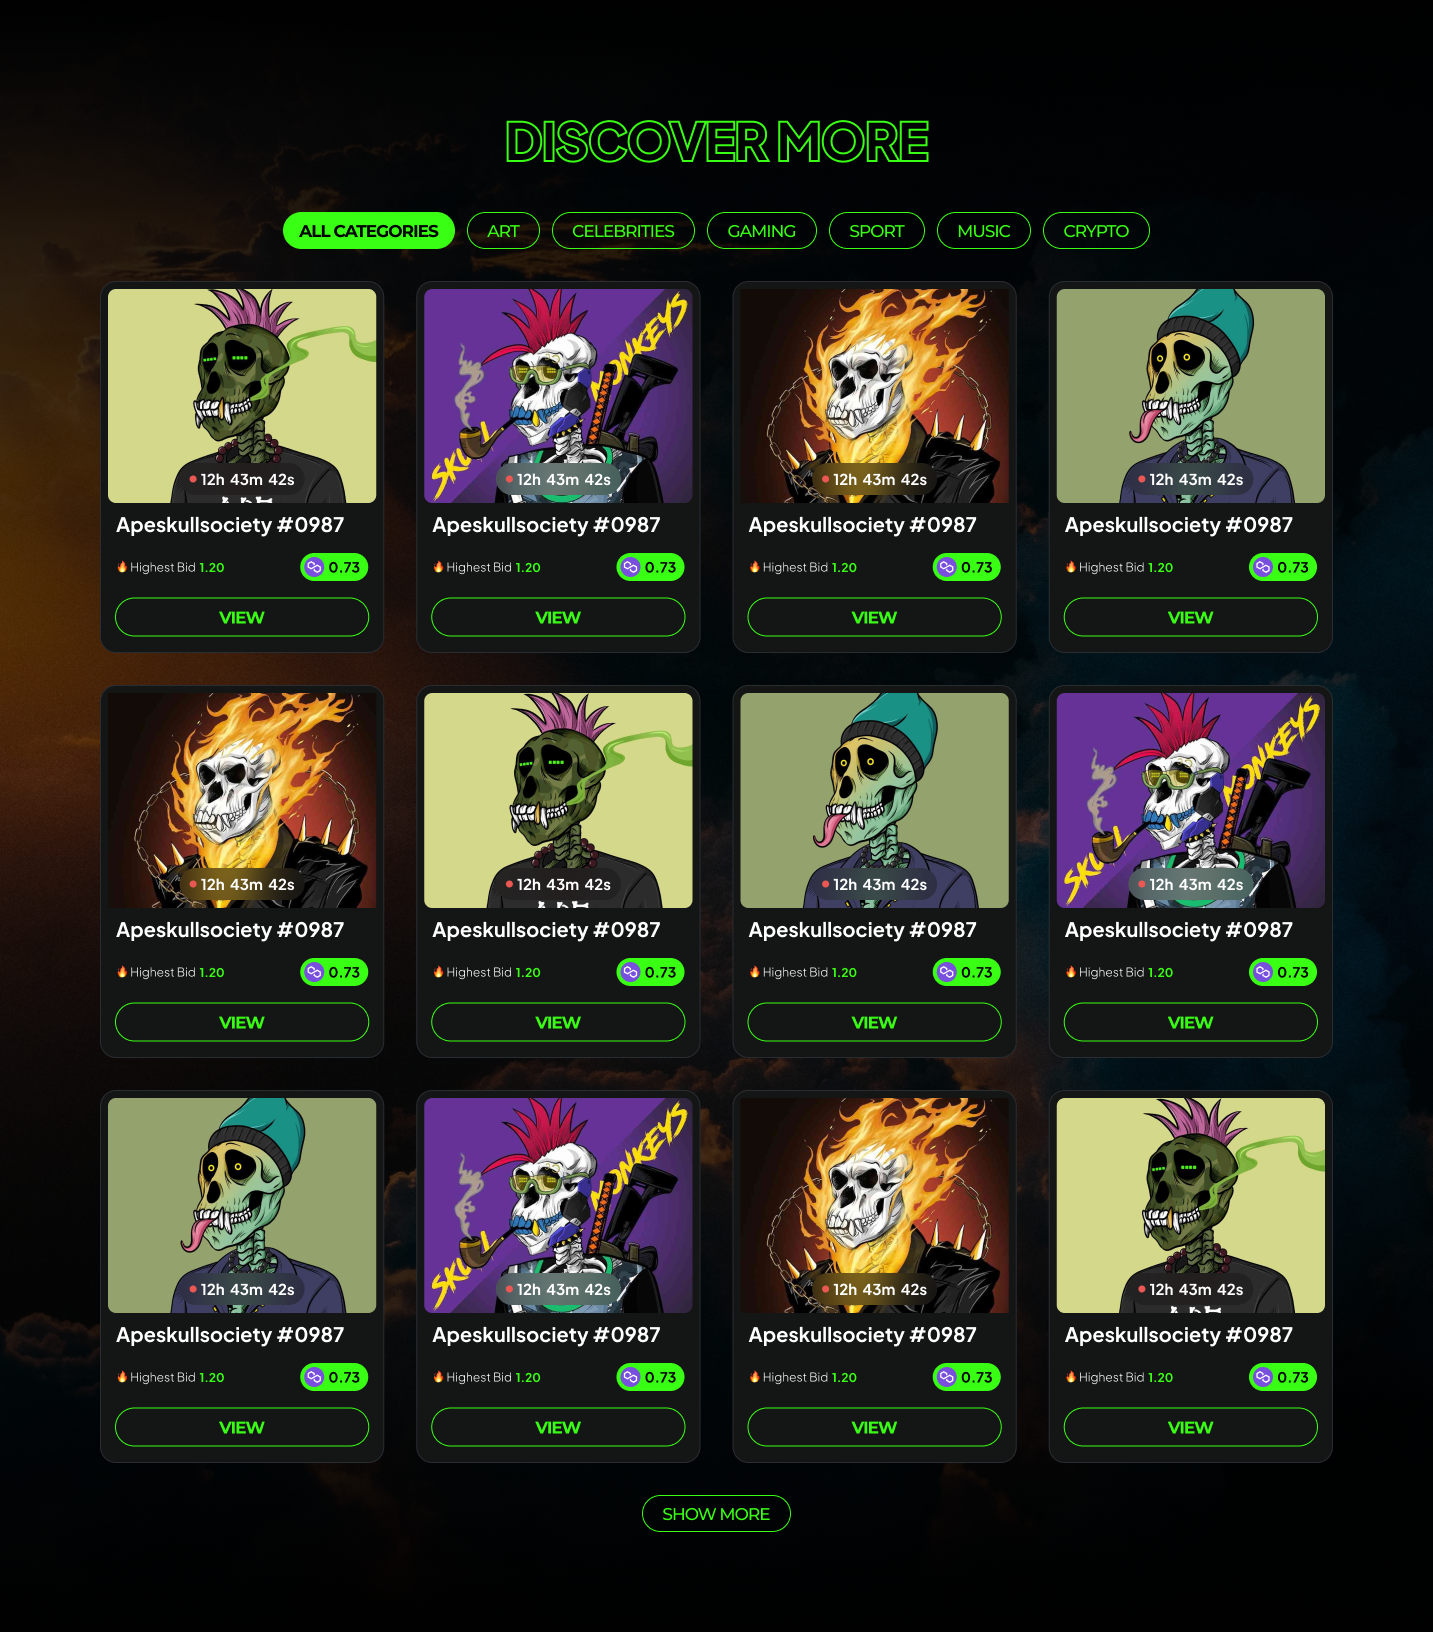 DISCOVER MORE
ALL CATEGORIES ART CELEBRITIES GAMING SPORT MUSIC CRYPTO
MONKEYS
SKU
12h 43m 42s 12h 43m 42s 12h 43m 42s 12h 43m 42s
Apeskullsociety #0987 Apeskullsociety #0987 Apeskullsociety #0987 Apeskullsociety #0987
Highest Bid 1.20 0.73 Highest Bid 1.20 0.73 Highest Bid 1.20 0.73 Highest Bid 1.20 0.73
VIEW VIEW VIEW VIEW
MONKEYS
SKU
12h 43m 42s 12h 43m 42s 12h 43m 42s 12h 43m 42s
Apeskullsociety #0987 Apeskullsociety #0987 Apeskullsociety #0987 Apeskullsociety #0987
Highest Bid 1.20 0.73 Highest Bid 1.20 0.73 Highest Bid 1.20 0.73 Highest Bid 1.20 0.73
VIEW VIEW VIEW VIEW
MONKEYS
SKU
12h 43m 42s 12h 43m 42s 12h 43m 42s 12h 43m 42s
Apeskullsociety #0987 Apeskullsociety #0987 Apeskullsociety #0987 Apeskullsociety #0987
Highest Bid 1.20 0.73 Highest Bid 1.20 0.73 Highest Bid 1.20 0.73 Highest Bid 1.20 0.73
VIEW VIEW VIEW VIEW
SHOW MORE